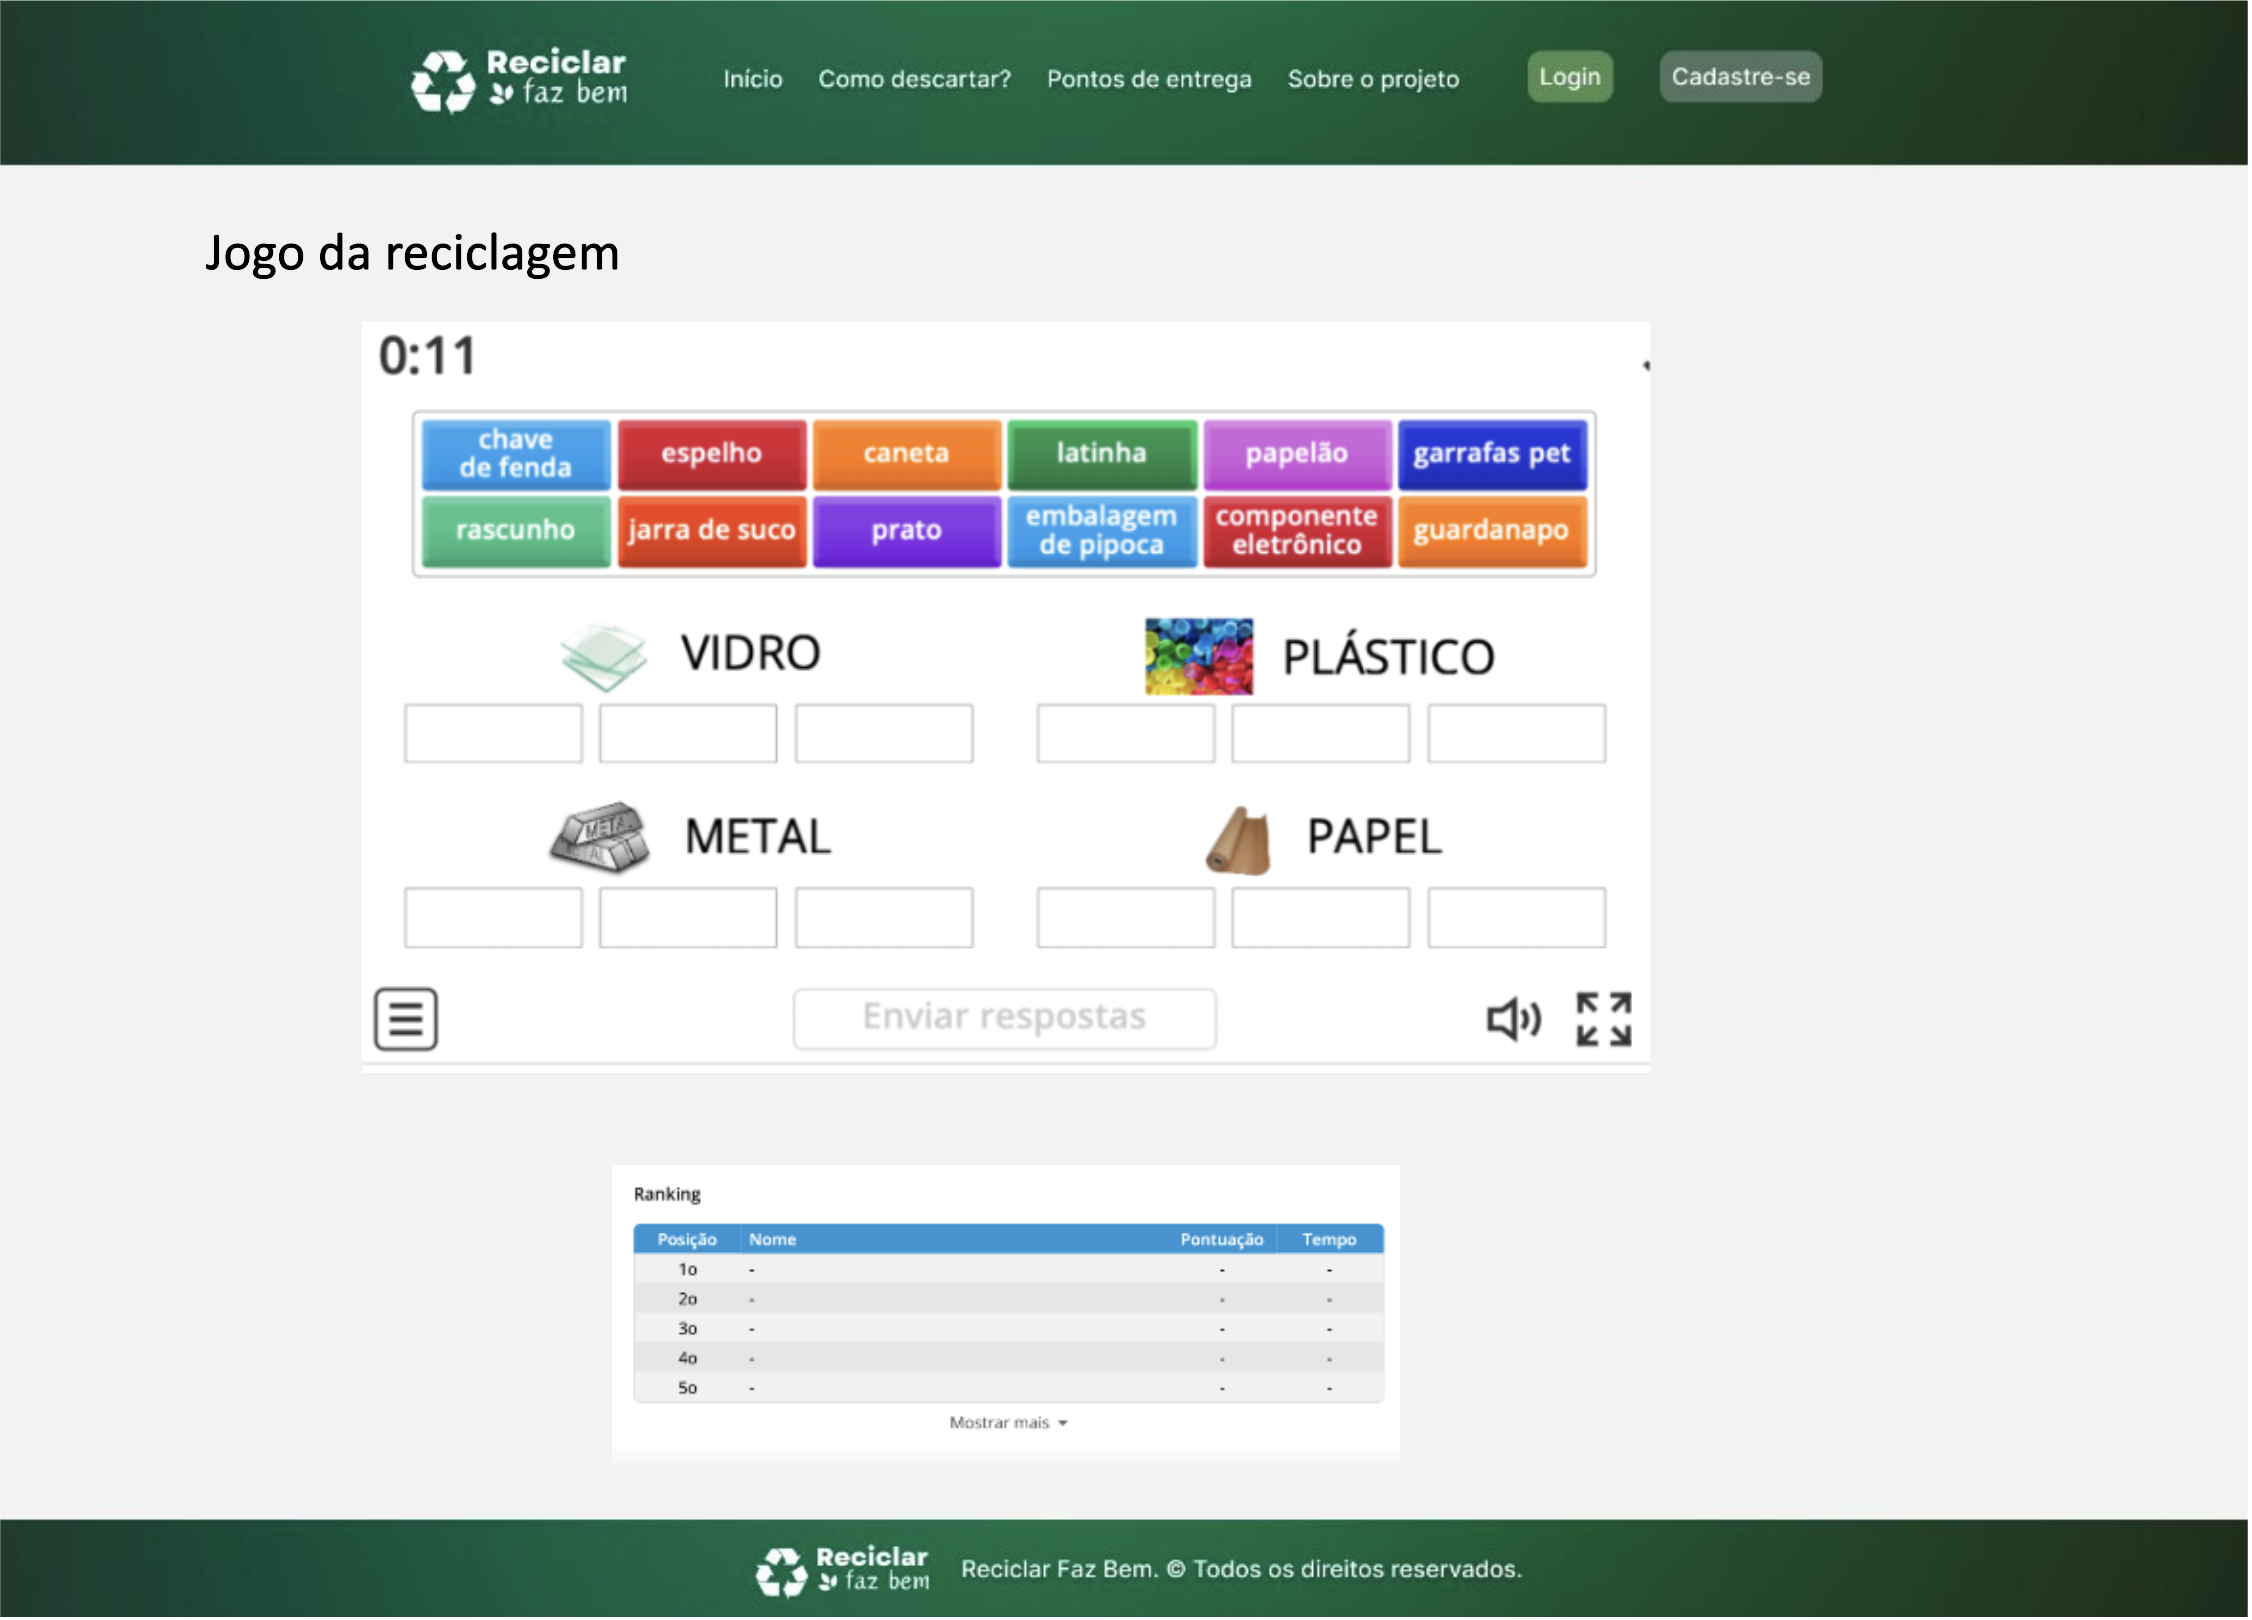 Reciclar
faz bem
Início Como descartar? Pontos de entrega Sobre o projeto Login Cadastre-se
Jogo da reciclagem
0:11
chave
de fenda
espelho
caneta
latinha
papelão
garrafas pet
rascunho
jarra de suco
prato
embalagem
de pipoca
componente
eletrônico
guardanapo
VIDRO
PLÁSTICO
METAL
METAL
PAPEL
Enviar respostas
Ranking
Posição Nome Pontuação Tempo
1o - - -
2o - - -
3o - - -
4o - - -
5o - - -
Mostrar mais
Reciclar
faz bem
Reciclar Faz Bem. © Todos os direitos reservados.